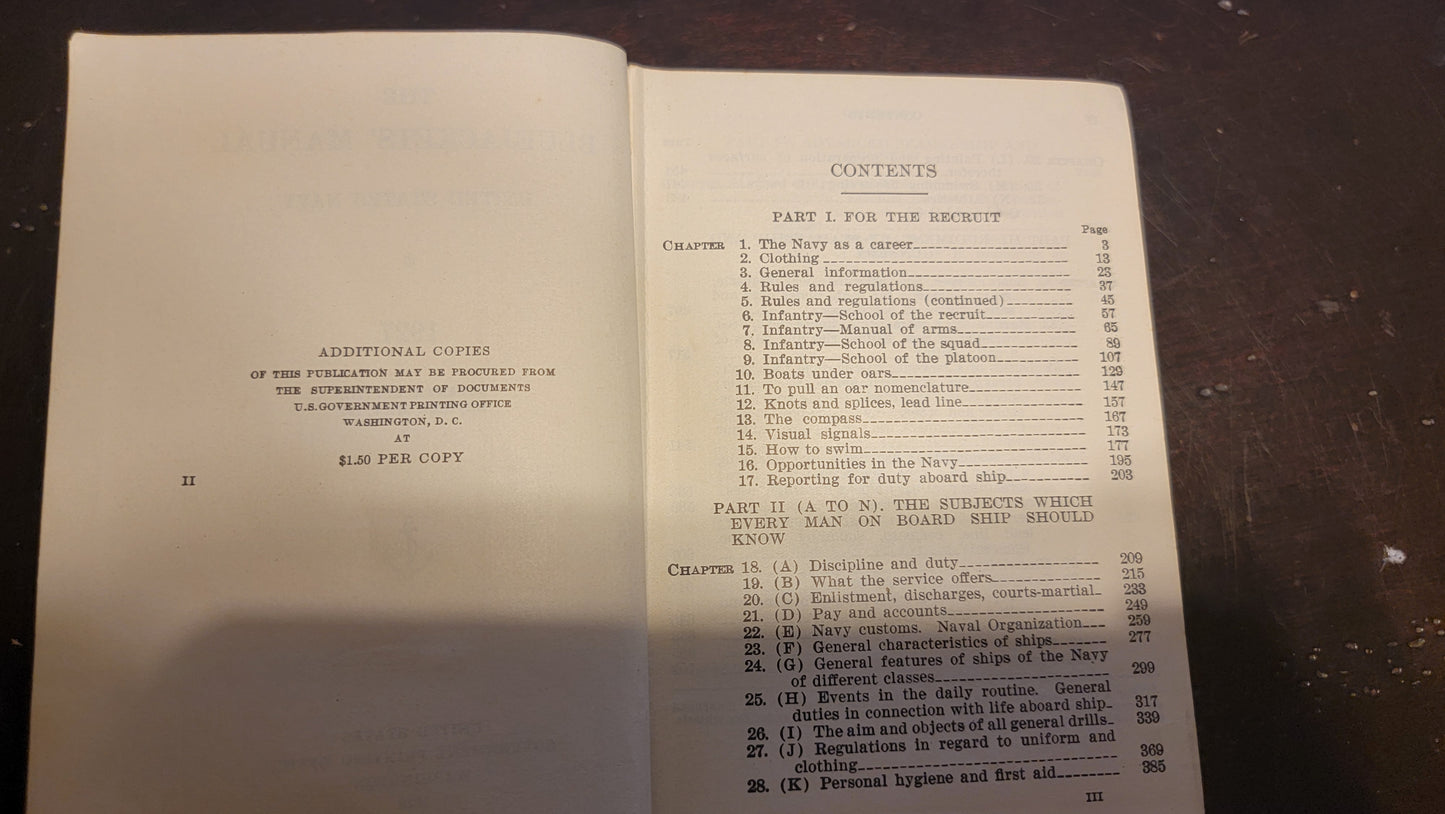 ADDITIONAL COPIES
OF THIS PUBLICATION MAY BE PROCURED FROM
THE SUPERINTENDENT OF DOCUMENTS
U.S.GOVERNMENT PRINTING OFFICE
WASHINGTON, D. C.
AT
$1.50 PER COPY
II
CONTENTS
PART I. FOR THE RECRUIT
Page
CHAPTER 1. The Navy as a career 3
2. Clothing 13
3. General information 23
4. Rules and regulations 37
5. Rules and regulations (continued) 45
6. Infantry—School of the recruit 57
7. Infantry—Manual of arms 65
8. Infantry—School of the squad 89
9. Infantry—School of the platoon 107
10. Boats under oars 129
11. To pull an oar nomenclature 147
12. Knots and splices, lead line 157
13. The compass 167
14. Visual signals 173
15. How to swim 177
16. Opportunities in the Navy 195
17. Reporting for duty aboard ship 203
PART II (A TO N). THE SUBJECTS WHICH
EVERY MAN ON BOARD SHIP SHOULD
KNOW
CHAPTER 18. (A) Discipline and duty 209
19. (B) What the service offers 215
20. (C) Enlistment, discharges, courts-martial 233
21. (D) Pay and accounts 249
22. (E) Navy customs. Naval Organization 259
23. (F) General characteristics of ships 277
24. (G) General features of ships of the Navy
of different classes 299
25. (H) Events in the daily routine. General
duties in connection with life aboard ship 317
26. (I) The aim and objects of all general drills 339
27. (J) Regulations in regard to uniform and
clothing 369
28. (K) Personal hygiene and first aid 385
III